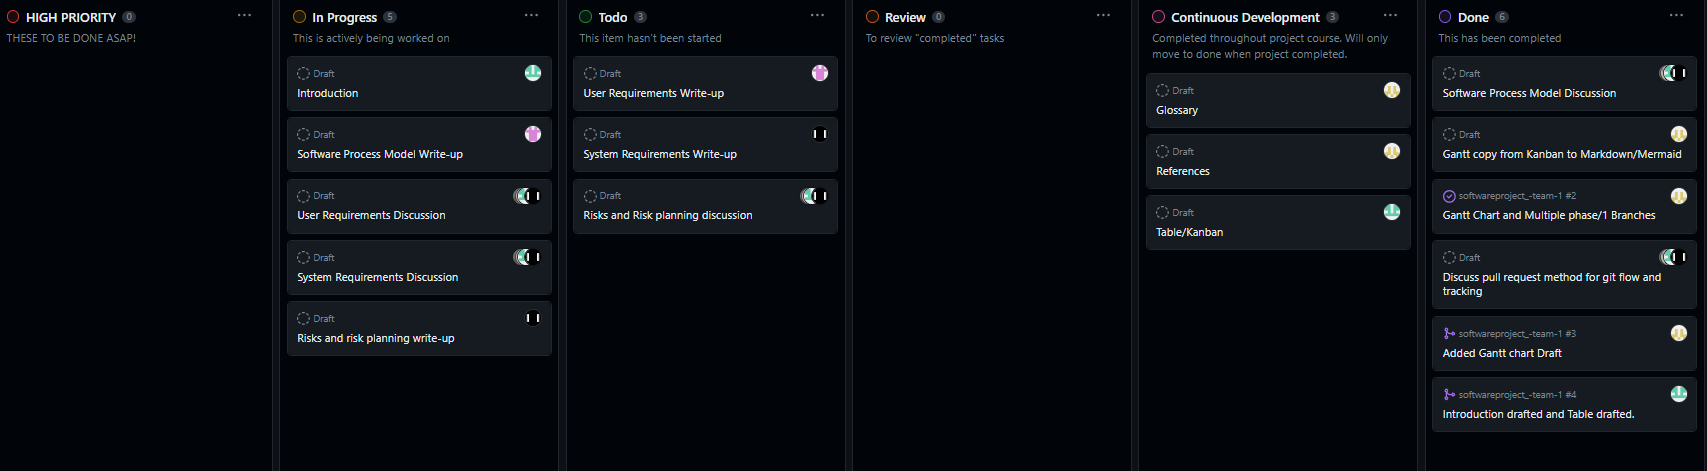 HIGH PRIORITY 0
THESE TO BE DONE ASAP!
In Progress 5
This is actively being worked on
Draft
Introduction
Draft
Software Process Model Write-up
Draft
User Requirements Discussion
Draft
System Requirements Discussion
Draft
Risks and risk planning write-up
Todo 3
This item hasn't been started
Draft
User Requirements Write-up
Draft
System Requirements Write-up
Draft
Risks and Risk planning discussion
Review 0
To review "completed" tasks
Continuous Development 3
Completed throughout project course. Will only
move to done when project completed.
Draft
Glossary
Draft
References
Draft
Table/Kanban
Done 6
This has been completed
Draft
Software Process Model Discussion
Draft
Gantt copy from Kanban to Markdown/Mermaid
softwareproject_-team-1 #2
Gantt Chart and Multiple phase/1 Branches
Draft
Discuss pull request method for git flow and
tracking
softwareproject_-team-1 #3
Added Gantt chart Draft
softwareproject_-team-1 #4
Introduction drafted and Table drafted.